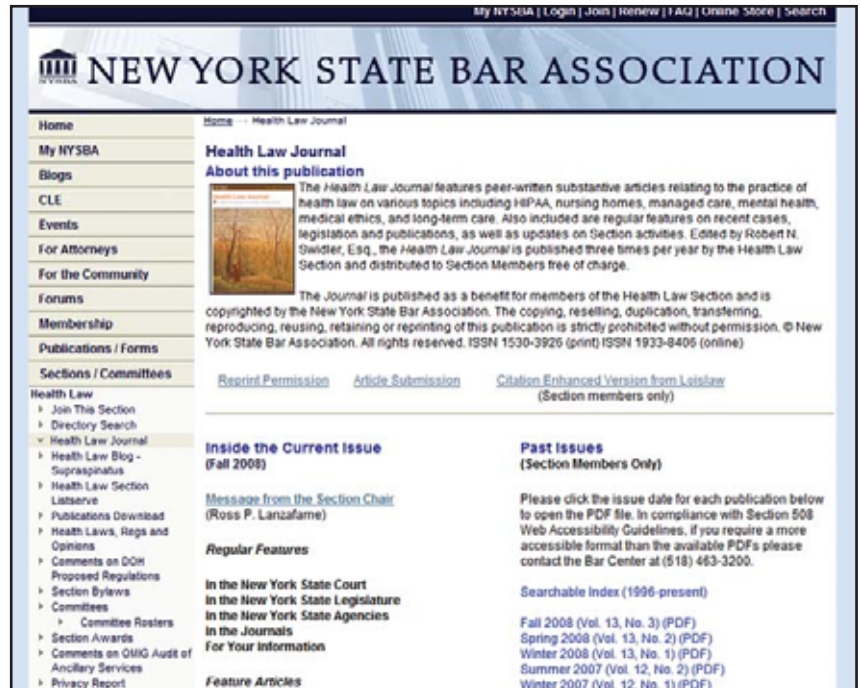 My NYSBA | Login | Join | Renew | FAQ | Online Store | Search
NYSBA
NEW YORK STATE BAR ASSOCIATION
Home
My NYSBA
Blogs
CLE
Events
For Attorneys
For the Community
Forums
Membership
Publications / Forms
Sections / Committees
Health Law
Join This Section
Directory Search
Health Law Journal
Health Law Blog -
Supraspinatus
Health Law Section
Listserve
Publications Download
Health Laws, Regs and
Opinions
Comments on DOH
Proposed Regulations
Section Bylaws
Committees
Committee Rosters
Section Awards
Comments on OMIG Audit of
Ancillary Services
Privacy Report
Home → Health Law Journal
Health Law Journal
About this publication
Health Law Journal
The Health Law Journal features peer-written substantive articles relating to the practice of
health law on various topics including HIPAA, nursing homes, managed care, mental health,
medical ethics, and long-term care. Also included are regular features on recent cases,
legislation and publications, as well as updates on Section activities. Edited by Robert N.
Swidler, Esq., the Health Law Journal is published three times per year by the Health Law
Section and distributed to Section Members free of charge.
The Journal is published as a benefit for members of the Health Law Section and is
copyrighted by the New York State Bar Association. The copying, reselling, duplication, transferring,
reproducing, reusing, retaining or reprinting of this publication is strictly prohibited without permission. © New
York State Bar Association. All rights reserved. ISSN 1530-3926 (print) ISSN 1933-8406 (online)
Reprint Permission Article Submission Citation Enhanced Version from Loislaw
(Section members only)
Inside the Current Issue
(Fall 2008)
Message from the Section Chair
(Ross P. Lanzafame)
Regular Features
In the New York State Court
In the New York State Legislature
In the New York State Agencies
In the Journals
For Your Information
Feature Articles
Past Issues
(Section Members Only)
Please click the issue date for each publication below
to open the PDF file. In compliance with Section 508
Web Accessibility Guidelines, if you require a more
accessible format than the available PDFs please
contact the Bar Center at (518) 463-3200.
Searchable Index (1996-present)
Fall 2008 (Vol. 13, No. 3) (PDF)
Spring 2008 (Vol. 13, No. 2) (PDF)
Winter 2008 (Vol. 13, No. 1) (PDF)
Summer 2007 (Vol. 12, No. 2) (PDF)
Winter 2007 (Vol. 12, No. 1) (PDF)